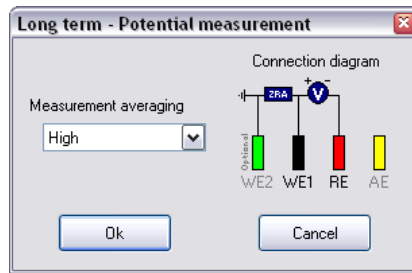 Long term - Potential measurement
Connection diagram
+ -
ZRA V
Measurement averaging
High
Optional
WE2 WE1 RE AE
Ok Cancel